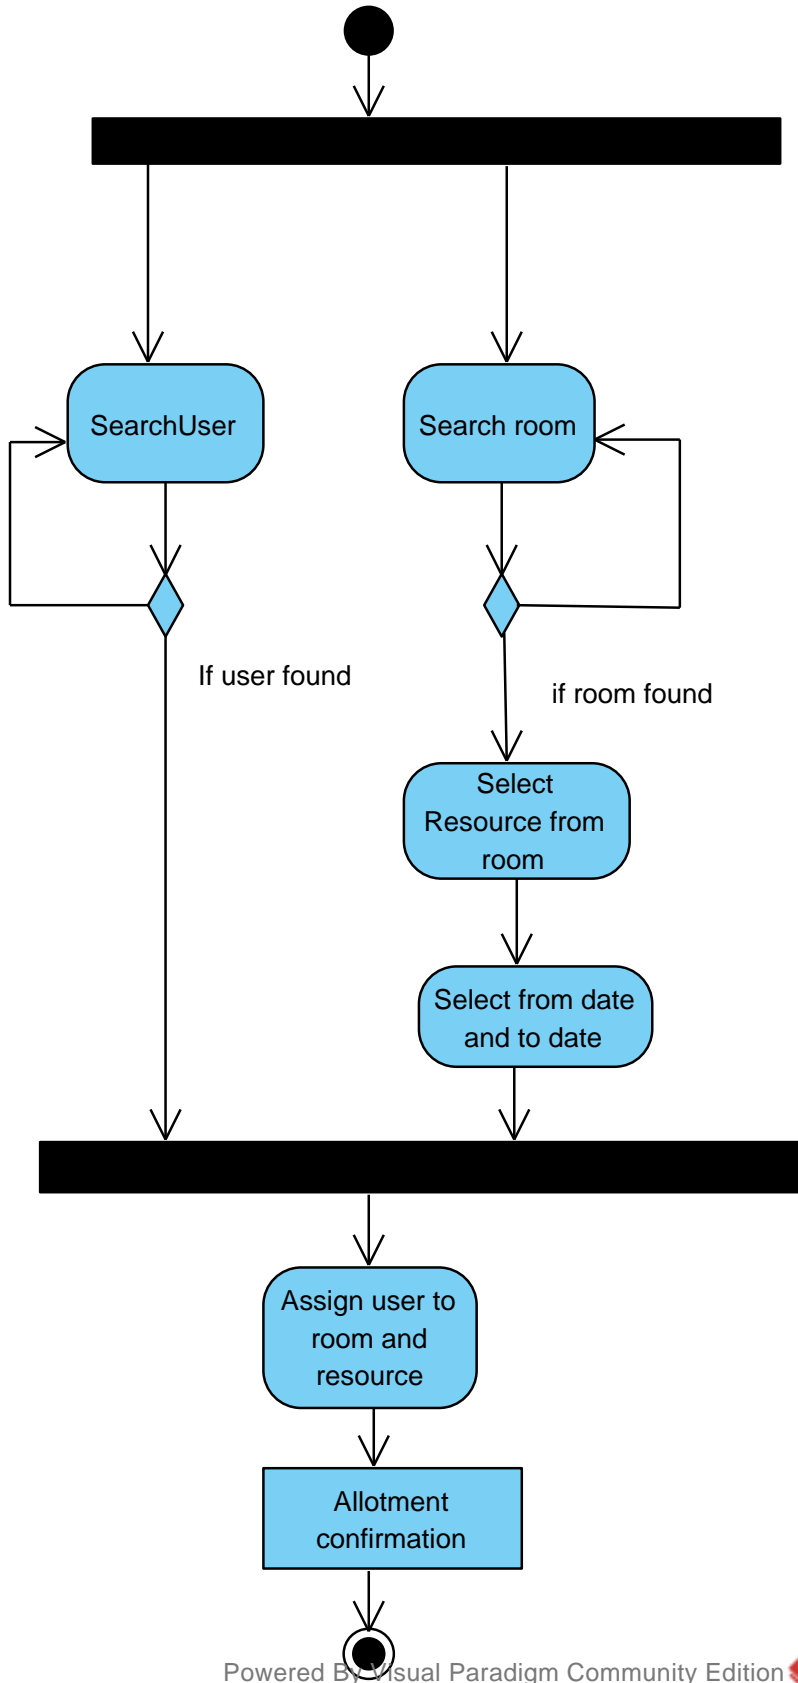 SearchUser
Search room
If user found
if room found
Select
Resource from
room
Select from date
and to date
Assign user to
room and
resource
Allotment
confirmation
Powered By Visual Paradigm Community Edition